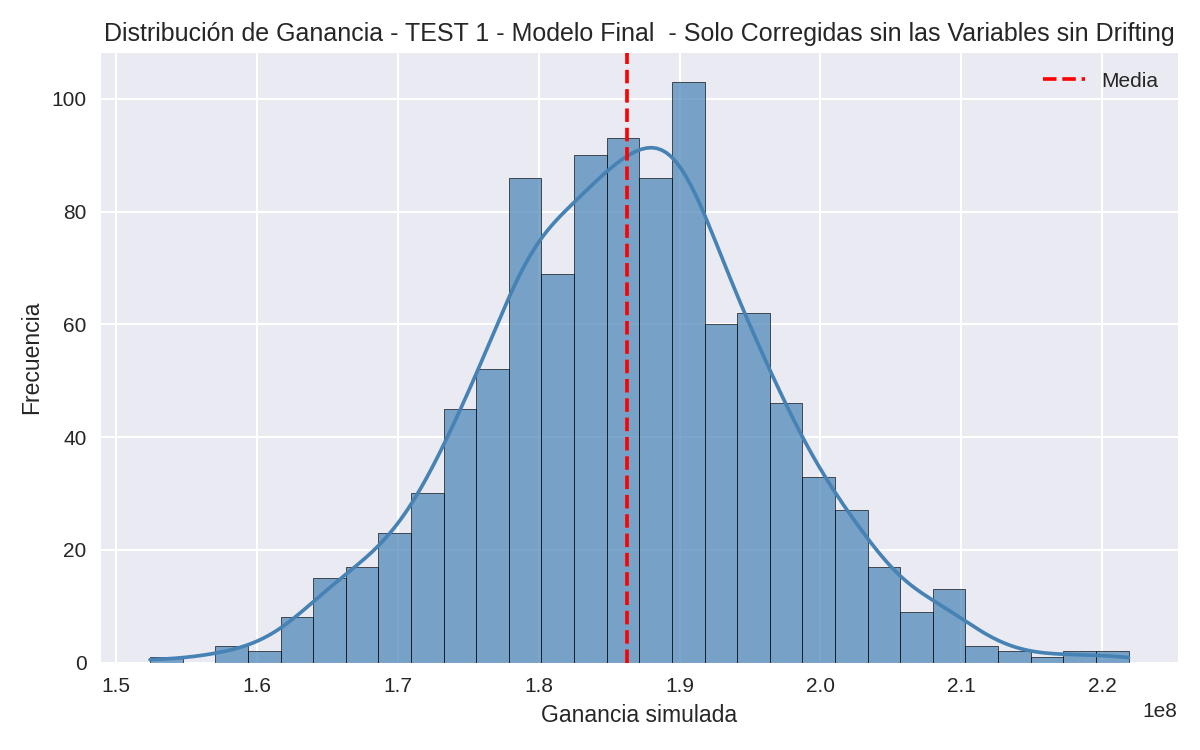 Distribución de Ganancia - TEST 1 - Modelo Final  - Solo Corregidas sin las Variables sin Drifting
Media
Frecuencia
100
80
60
40
20
0
1.5 1.6 1.7 1.8 1.9 2.0 2.1 2.2
1e8
Ganancia simulada